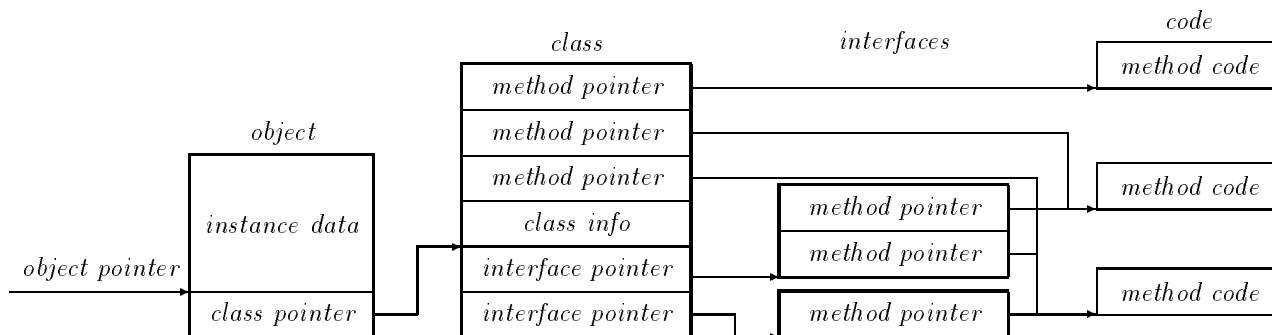 code
interfaces
class
method code
method pointer
object
method pointer
method pointer
method code
method pointer
instance data
class info
method pointer
object pointer
interface pointer
method code
class pointer
interface pointer
method pointer